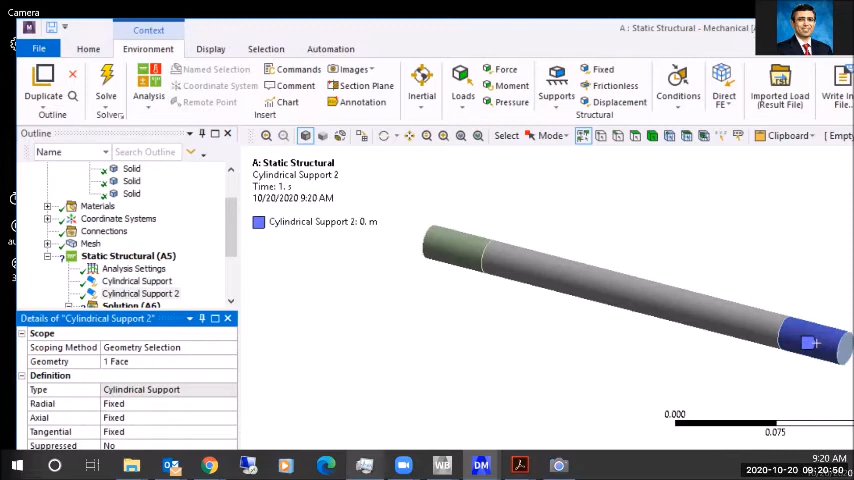 Camera
Context
A : Static Structural - Mechanical [A
File Home Environment Display Selection Automation
Duplicate
Outline
Solve
Solver
Analysis
Named Selection
Coordinate System
Remote Point
Commands
Comment
Chart
Images
Section Plane
Annotation
Insert
Inertial
Loads
Force
Moment
Pressure
Supports
Fixed
Frictionless
Displacement
Structural
Conditions
Direct
FE
Imported Load
(Result File)
Write In
File.
Outline
Name Search Outline
Select Mode Clipboard [Empty
Solid
Solid
Solid
Materials
Coordinate Systems
Connections
Mesh
Static Structural (A5)
Analysis Settings
Cylindrical Support
Cylindrical Support 2
Solution (A6)
Details of "Cylindrical Support 2"
Scope
Scoping Method Geometry Selection
Geometry 1 Face
Definition
Type Cylindrical Support
Radial Fixed
Axial Fixed
Tangential Fixed
Suppressed No
A: Static Structural
Cylindrical Support 2
Time: 1. s
10/20/2020 9:20 AM
Cylindrical Support 2: 0. m
0.000
0.075
WB
DM
9:20 AM
2020-10-20 09:20:50